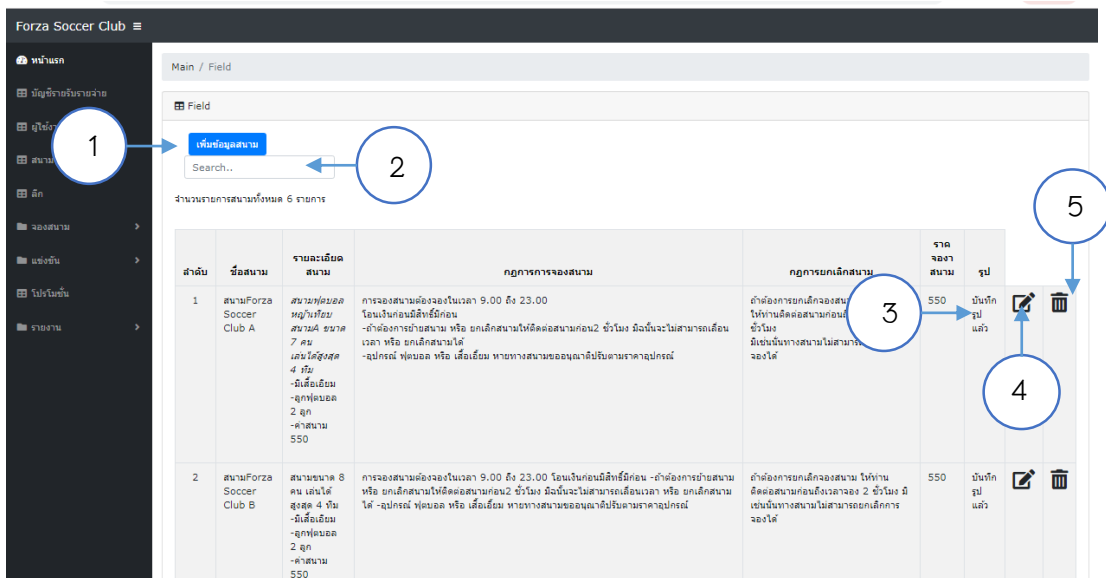 Forza Soccer Club ≡
หน้าแรก
บัญชีรายรับรายจ่าย
ผู้ใช้งา
สนาม
ลีก
จองสนาม
แข่งขัน
โปรโมชั่น
รายงาน
Main / Field
Field
1
เพิ่มข้อมูลสนาม
Search..
2
จำนวนรายการสนามทั้งหมด 6 รายการ
5
ลำดับ
ชื่อสนาม
รายละเอียด
สนาม
กฎการการจองสนาม
กฎการยกเลิกสนาม
ราค
จองา
สนาม
รูป
1
สนามForza
Soccer
Club A
สนามฟุตบอล
หญ้าเทียม
สนามA ขนาด
7 คน
เล่นได้สูงสุด
4 ทีม
-มีเสื้อเอี้ยม
-ลูกฟุตบอล
2 ลูก
-ค่าสนาม
550
การจองสนามต้องจองในเวลา 9.00 ถึง 23.00
โอนเงินก่อนมีสิทธิ์มีก่อน
-ถ้าต้องการย้ายสนาม หรือ ยกเลิกสนามให้ติดต่อสนามก่อน2 ชั่วโมง มิฉนั้นจะไม่สามารถเลื่อน
เวลา หรือ ยกเลิกสนามได้
-อุปกรณ์ ฟุตบอล หรือ เสื้อเอี้ยม หายทางสนามขออนุญาติปรับตามราคาอุปกรณ์
ถ้าต้องการยกเลิกจองสน
ให้ท่านติดต่อสนามก่อนถ
ชั่วโมง
มิเช่นนั้นทางสนามไม่สามาร
จองได้
3
550
บันทึก
รูป
แล้ว
4
2
สนามForza
Soccer
Club B
สนามขนาด 8
คน เล่นได้
สูงสุด 4 ทีม
-มีเสื้อเอี้ยม
-ลูกฟุตบอล
2 ลูก
-ค่าสนาม
550
การจองสนามต้องจองในเวลา 9.00 ถึง 23.00 โอนเงินก่อนมีสิทธิ์มีก่อน -ถ้าต้องการย้ายสนาม
หรือ ยกเลิกสนามให้ติดต่อสนามก่อน2 ชั่วโมง มิฉนั้นจะไม่สามารถเลื่อนเวลา หรือ ยกเลิกสนาม
ได้ -อุปกรณ์ ฟุตบอล หรือ เสื้อเอี้ยม หายทางสนามขออนุญาติปรับตามราคาอุปกรณ์
ถ้าต้องการยกเลิกจองสนาม ให้ท่าน
ติดต่อสนามก่อนถึงเวลาจอง 2 ชั่วโมง มิ
เช่นนั้นทางสนามไม่สามารถยกเลิกการ
จองได้
550
บันทึก
รูป
แล้ว